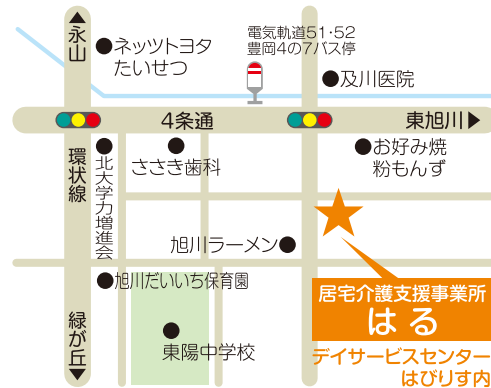 永山
ネッツトヨタ
たいせつ
電気軌道51・52
豊岡4の7バス停
及川医院
4条通
東旭川
環状線
北大学力増進会
ささき歯科
お好み焼
粉もんず
旭川ラーメン
旭川だいいち保育園
居宅介護支援事業所
はる
緑が丘
東陽中学校
デイサービスセンター
はぴりす内